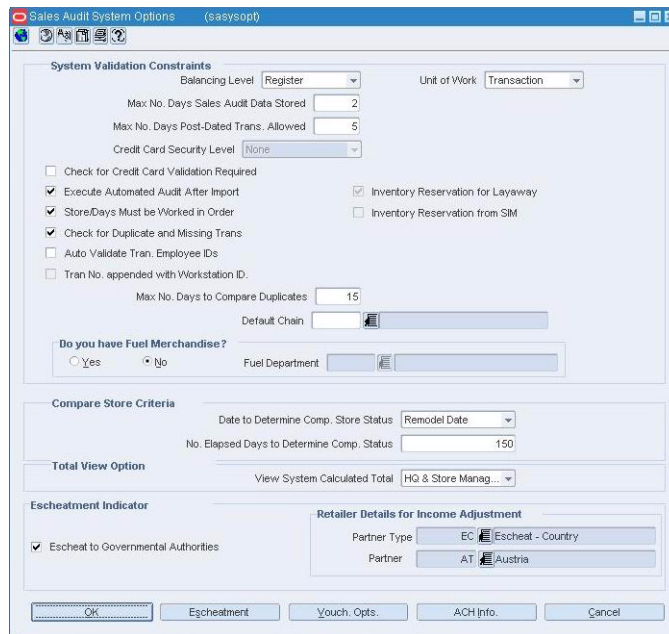 Sales Audit System Options (sasysopt)
System Validation Constraints
Balancing Level Register Unit of Work Transaction
Max No. Days Sales Audit Data Stored 2
Max No. Days Post-Dated Trans. Allowed 5
Credit Card Security Level None
Check for Credit Card Validation Required
Execute Automated Audit After Import Inventory Reservation for Layaway
Store/Days Must be Worked in Order Inventory Reservation from SIM
Check for Duplicate and Missing Trans
Auto Validate Tran. Employee IDs
Tran No. appended with Workstation ID.
Max No. Days to Compare Duplicates 15
Default Chain
Do you have Fuel Merchandise?
Yes No Fuel Department
Compare Store Criteria
Date to Determine Comp. Store Status Remodel Date
No. Elapsed Days to Determine Comp. Status 150
Total View Option
View System Calculated Total HQ & Store Manag...
Escheatment Indicator
Retailer Details for Income Adjustment
Partner Type EC Escheat - Country
Escheat to Governmental Authorities
Partner AT Austria
OK Escheatment Vouch. Opts. ACH Info. Cancel